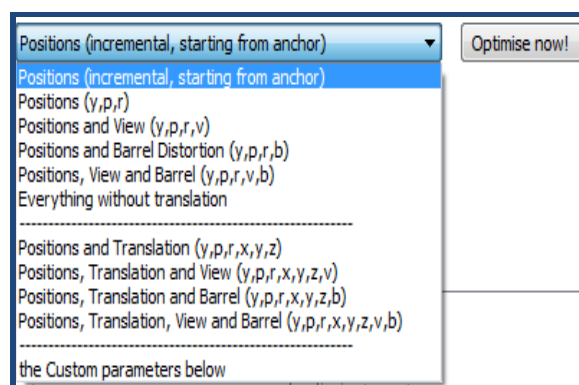 Positions (incremental, starting from anchor) Optimise now!
Positions (incremental, starting from anchor)
Positions (y,p,r)
Positions and View (y,p,r,v)
Positions and Barrel Distortion (y,p,r,b)
Positions, View and Barrel (y,p,r,v,b)
Everything without translation
------------------------------------------------------
Positions and Translation (y,p,r,x,y,z)
Positions, Translation and View (y,p,r,x,y,z,v)
Positions, Translation and Barrel (y,p,r,x,y,z,b)
Positions, Translation, View and Barrel (y,p,r,x,y,z,v,b)
------------------------------------------------------
the Custom parameters below